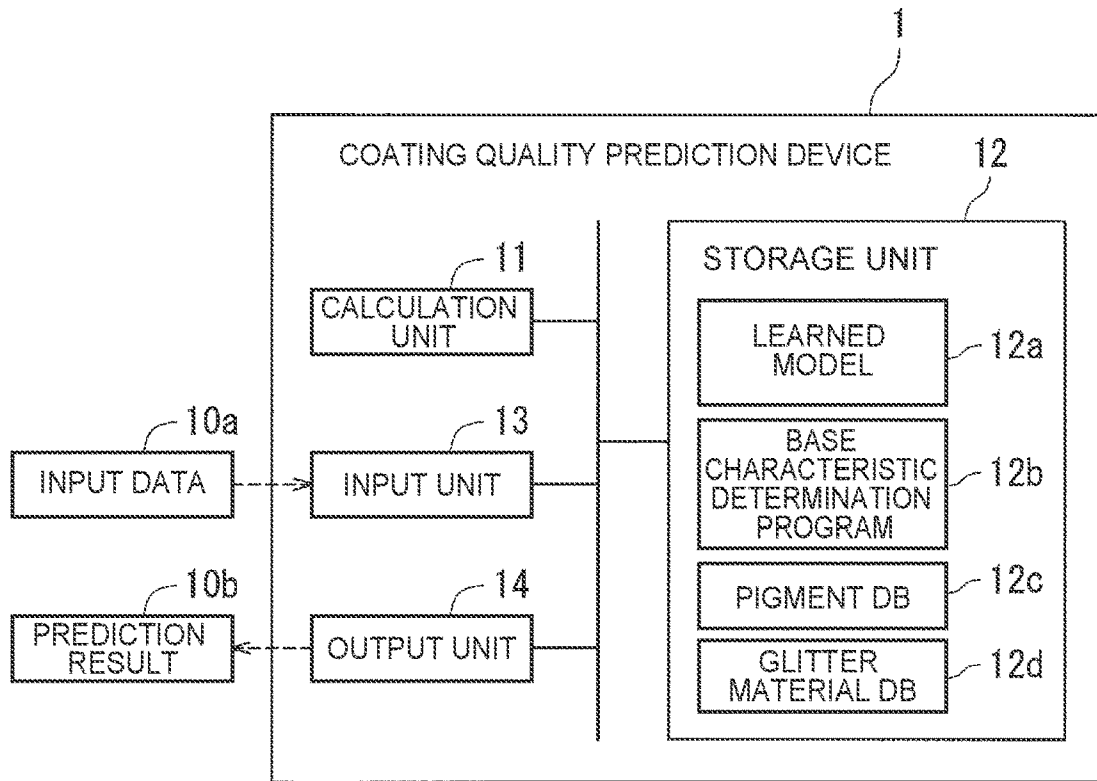 1
COATING QUALITY PREDICTION DEVICE
12
STORAGE UNIT
11
CALCULATION
UNIT
LEARNED
MODEL
12a
10a
INPUT DATA
13
INPUT UNIT
BASE
CHARACTERISTIC
DETERMINATION
PROGRAM
12b
10b
PREDICTION
RESULT
14
OUTPUT UNIT
PIGMENT DB
12c
GLITTER
MATERIAL DB
12d